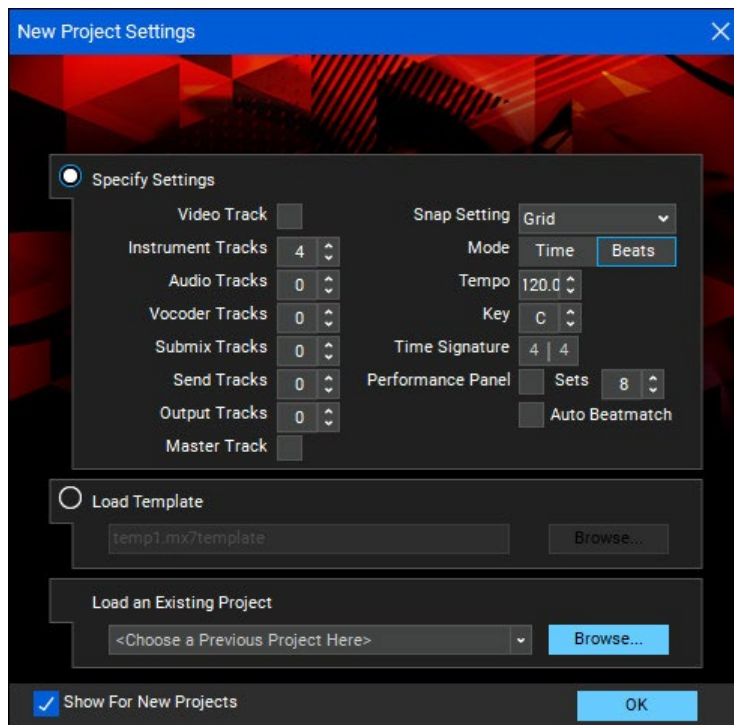 New Project Settings
Specify Settings
Video Track
Instrument Tracks 4
Audio Tracks 0
Vocoder Tracks 0
Submix Tracks 0
Send Tracks 0
Output Tracks 0
Master Track
Snap Setting Grid
Mode Time Beats
Tempo 120.0
Key C
Time Signature 4 | 4
Performance Panel Sets 8
Auto Beatmatch
Load Template
temp1.mx7template Browse...
Load an Existing Project
<Choose a Previous Project Here> Browse...
Show For New Projects OK